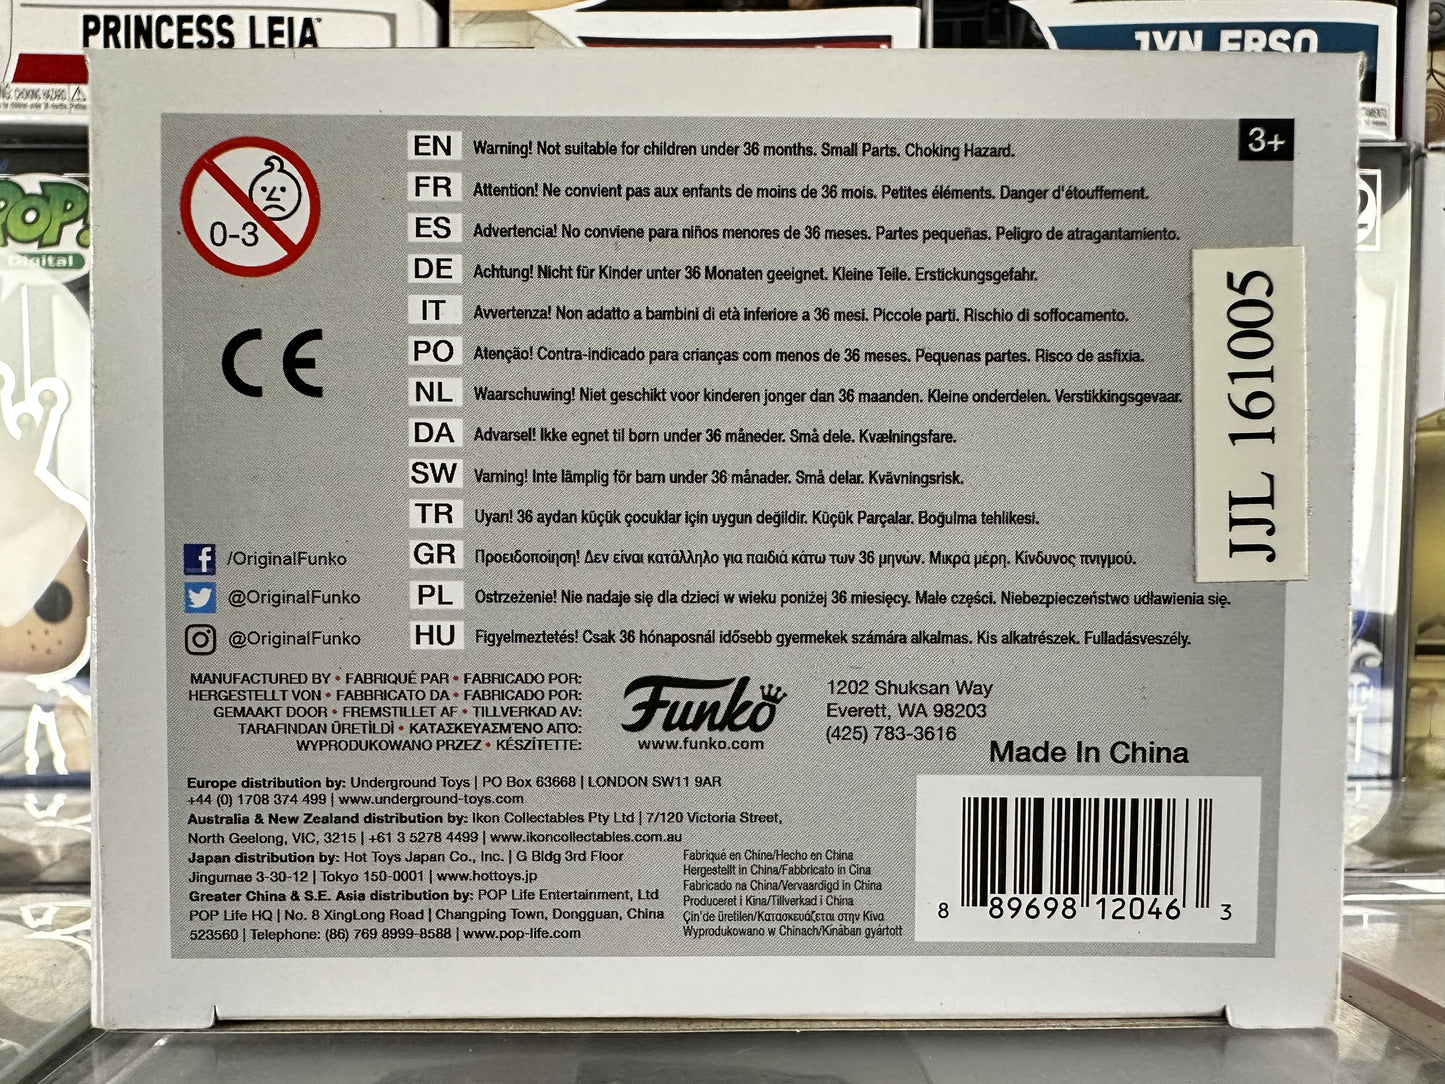 PRINCESS LEIA™
JYN ERSO
POP!
Digital
3+
0-3
EN Warning! Not suitable for children under 36 months. Small Parts. Choking Hazard.
FR Attention! Ne convient pas aux enfants de moins de 36 mois. Petites éléments. Danger d'étouffement.
ES Advertencia! No conviene para niños menores de 36 meses. Partes pequeñas. Peligro de atragantamiento.
DE Achtung! Nicht für Kinder unter 36 Monaten geeignet. Kleine Teile. Erstickungsgefahr.
IT Avvertenza! Non adatto a bambini di età inferiore a 36 mesi. Piccole parti. Rischio di soffocamento.
PO Atenção! Contra-indicado para crianças com menos de 36 meses. Pequenas partes. Risco de asfixia.
NL Waarschuwing! Niet geschikt voor kinderen jonger dan 36 maanden. Kleine onderdelen. Verstikkingsgevaar.
DA Advarsel! Ikke egnet til børn under 36 måneder. Små dele. Kvælningsfare.
SW Varning! Inte lämplig för barn under 36 månader. Små delar. Kvävningsrisk.
TR Uyarı! 36 aydan küçük çocuklar için uygun değildir. Küçük Parçalar. Boğulma tehlikesi.
GR Προειδοποίηση! Δεν είναι κατάλληλο για παιδιά κάτω των 36 μηνών. Μικρά μέρη. Κίνδυνος πνιγμού.
PL Ostrzeżenie! Nie nadaje się dla dzieci w wieku poniżej 36 miesięcy. Małe części. Niebezpieczeństwo udławienia się.
HU Figyelmeztetés! Csak 36 hónaposnál idősebb gyermekek számára alkalmas. Kis alkatrészek. Fulladásveszély.
CE
JJL 161005
/OriginalFunko
@OriginalFunko
@OriginalFunko
MANUFACTURED BY • FABRIQUÉ PAR • FABRICADO POR:
HERGESTELLT VON • FABBRICATO DA • FABRICADO POR:
GEMAAKT DOOR • FREMSTILLET AF • TILLVERKAD AV:
TARAFINDAN ÜRETİLDİ • ΚΑΤΑΣΚΕΥΑΣΜΈΝΟ ΑΠΌ:
WYPRODUKOWANO PRZEZ • KÉSZÍTETTE:
Funko
www.funko.com
1202 Shuksan Way
Everett, WA 98203
(425) 783-3616
Made In China
Europe distribution by: Underground Toys | PO Box 63668 | LONDON SW11 9AR
+44 (0) 1708 374 499 | www.underground-toys.com
Australia & New Zealand distribution by: Ikon Collectables Pty Ltd | 7/120 Victoria Street,
North Geelong, VIC, 3215 | +61 3 5278 4499 | www.ikoncollectables.com.au
Japan distribution by: Hot Toys Japan Co., Inc. | G Bldg 3rd Floor
Jingumae 3-30-12 | Tokyo 150-0001 | www.hottoys.jp
Greater China & S.E. Asia distribution by: POP Life Entertainment, Ltd
POP Life HQ | No. 8 XingLong Road | Changping Town, Dongguan, China
523560 | Telephone: (86) 769 8999-8588 | www.pop-life.com
Fabriqué en Chine/Hecho en China
Hergestellt in China/Fabbricato in Cina
Fabricado na China/Vervaardigd in China
Produceret i Kina/Tillverkad i China
Çin'de üretilen/Κατασκευάζεται στην Κίνα
Wyprodukowano w Chinach/Kínában gyártott
8 89698 12046 3